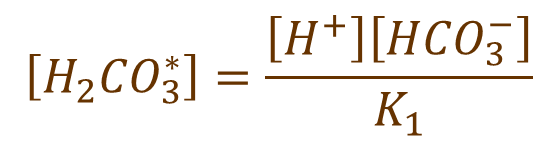 [H₂CO₃*] = [H⁺][HCO₃⁻] / K₁